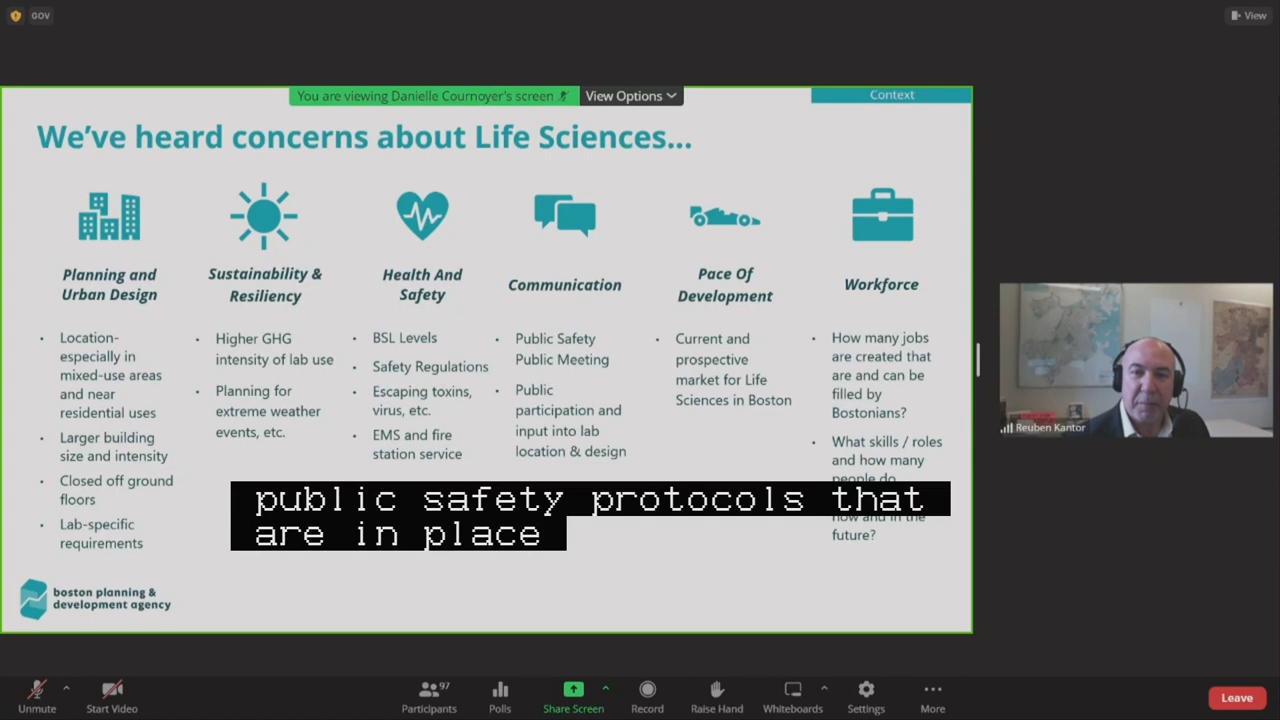 GOV
View
You are viewing Danielle Cournoyer's screen
View Options
Context
We've heard concerns about Life Sciences...
Planning and
Urban Design
Location-
especially in
mixed-use areas
and near
residential uses
Larger building
size and intensity
Closed off ground
floors
Lab-specific
requirements
Sustainability &
Resiliency
Higher GHG
intensity of lab use
Planning for
extreme weather
events, etc.
Health And
Safety
BSL Levels
Safety Regulations
Escaping toxins,
virus, etc.
EMS and fire
station service
Communication
Public Safety
Public Meeting
Public
participation and
input into lab
location & design
Pace Of
Development
Current and
prospective
market for Life
Sciences in Boston
Workforce
How many jobs
are created that
are and can be
filled by
Bostonians?
What skills / roles
and how many
people do
now and in the
future?
public safety protocols that
are in place
boston planning &
development agency
Reuben Kantor
Unmute
Start Video
97
Participants
Polls
Share Screen
Record
Raise Hand
Whiteboards
Settings
More
Leave